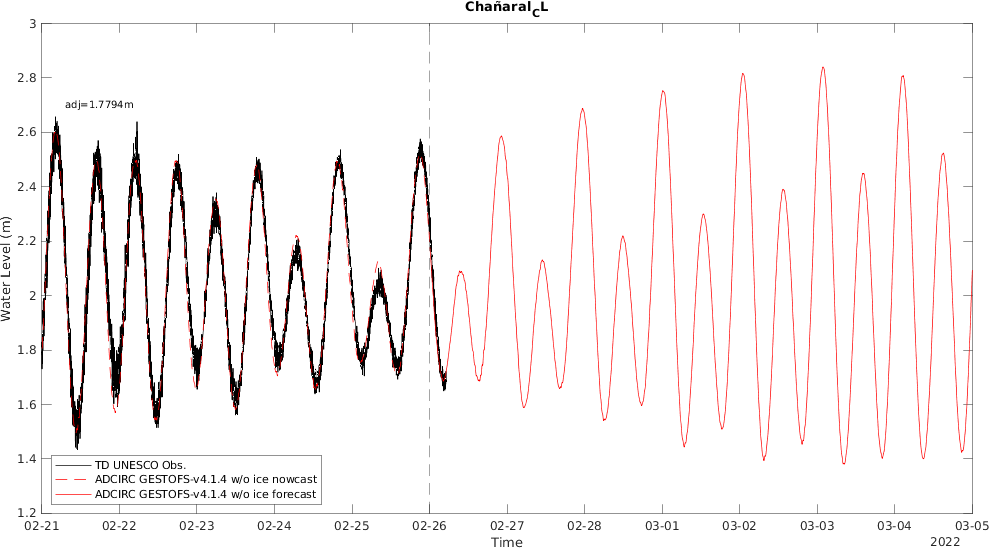 Chañaral_CL
3
2.8
adj=1.7794m
2.6
2.4
2.2
Water Level (m)
2
1.8
1.6
1.4
TD UNESCO Obs.
ADCIRC GESTOFS-v4.1.4 w/o ice nowcast
ADCIRC GESTOFS-v4.1.4 w/o ice forecast
1.2
02-21 02-22 02-23 02-24 02-25 02-26 02-27 02-28 03-01 03-02 03-03 03-04 03-05
Time 2022